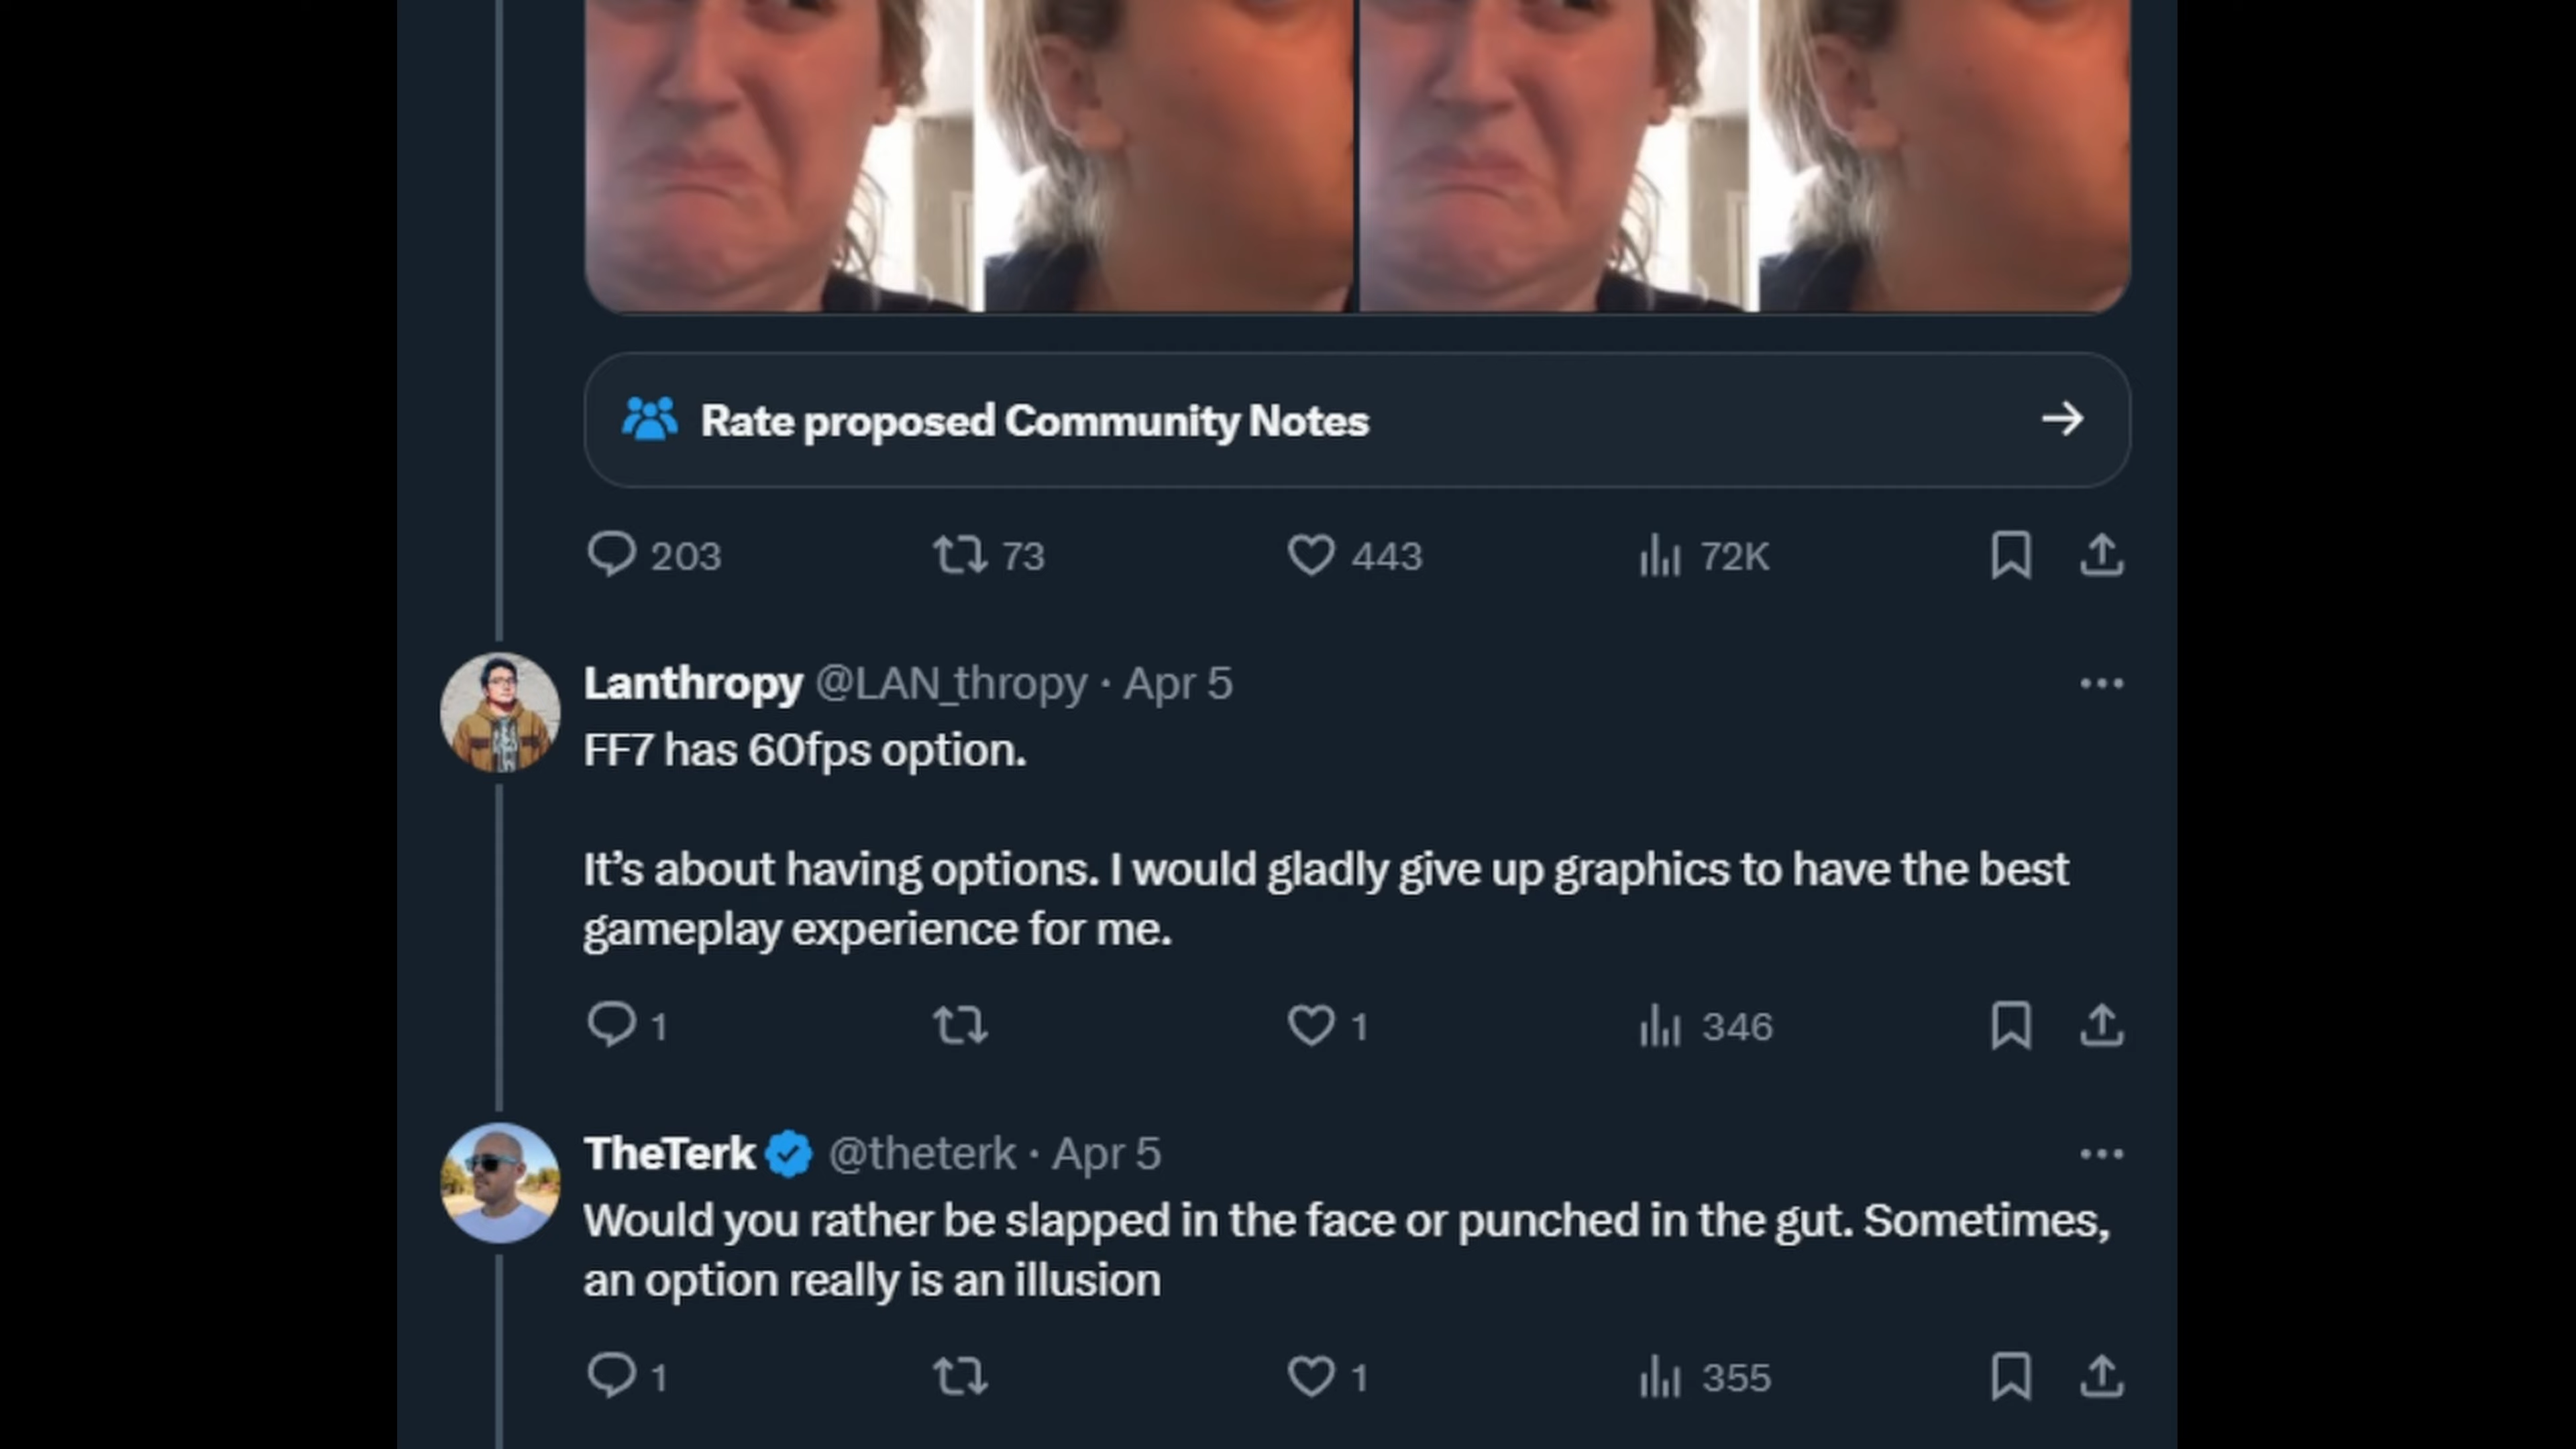 Rate proposed Community Notes
203 73 443 72K
Lanthropy @LAN_thropy · Apr 5
FF7 has 60fps option.
It's about having options. I would gladly give up graphics to have the best
gameplay experience for me.
1 1 346
TheTerk @theterk · Apr 5
Would you rather be slapped in the face or punched in the gut. Sometimes,
an option really is an illusion
1 1 355